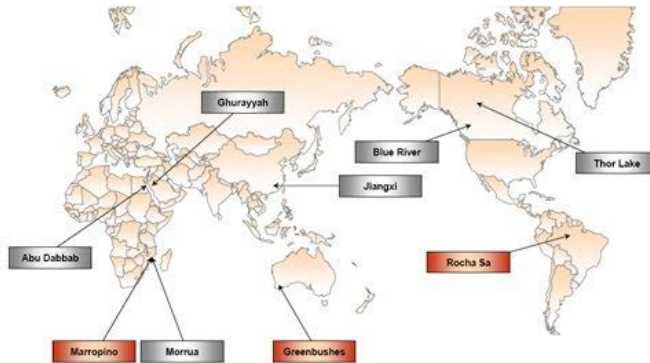 Ghurayyah
Blue River
Thor Lake
Jiangxi
Abu Dabbab
Rocha Sa
Marropino
Morrua
Greenbushes